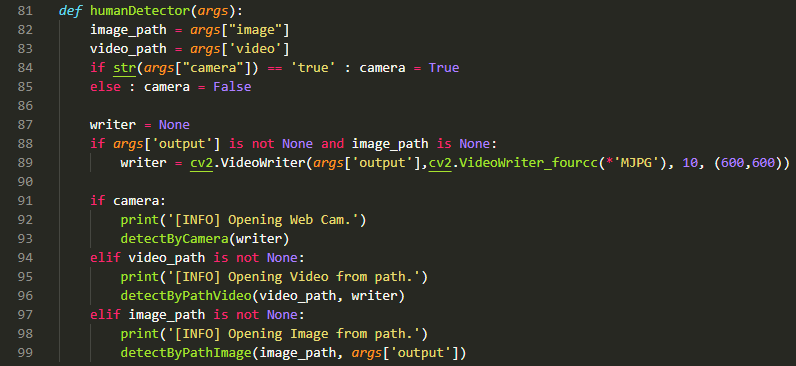 81 def humanDetector(args):
82     image_path = args["image"]
83     video_path = args['video']
84     if str(args["camera"]) == 'true' : camera = True
85     else : camera = False
86
87     writer = None
88     if args['output'] is not None and image_path is None:
89         writer = cv2.VideoWriter(args['output'],cv2.VideoWriter_fourcc(*'MJPG'), 10, (600,600))
90
91     if camera:
92         print('[INFO] Opening Web Cam.')
93         detectByCamera(writer)
94     elif video_path is not None:
95         print('[INFO] Opening Video from path.')
96         detectByPathVideo(video_path, writer)
97     elif image_path is not None:
98         print('[INFO] Opening Image from path.')
99         detectByPathImage(image_path, args['output'])